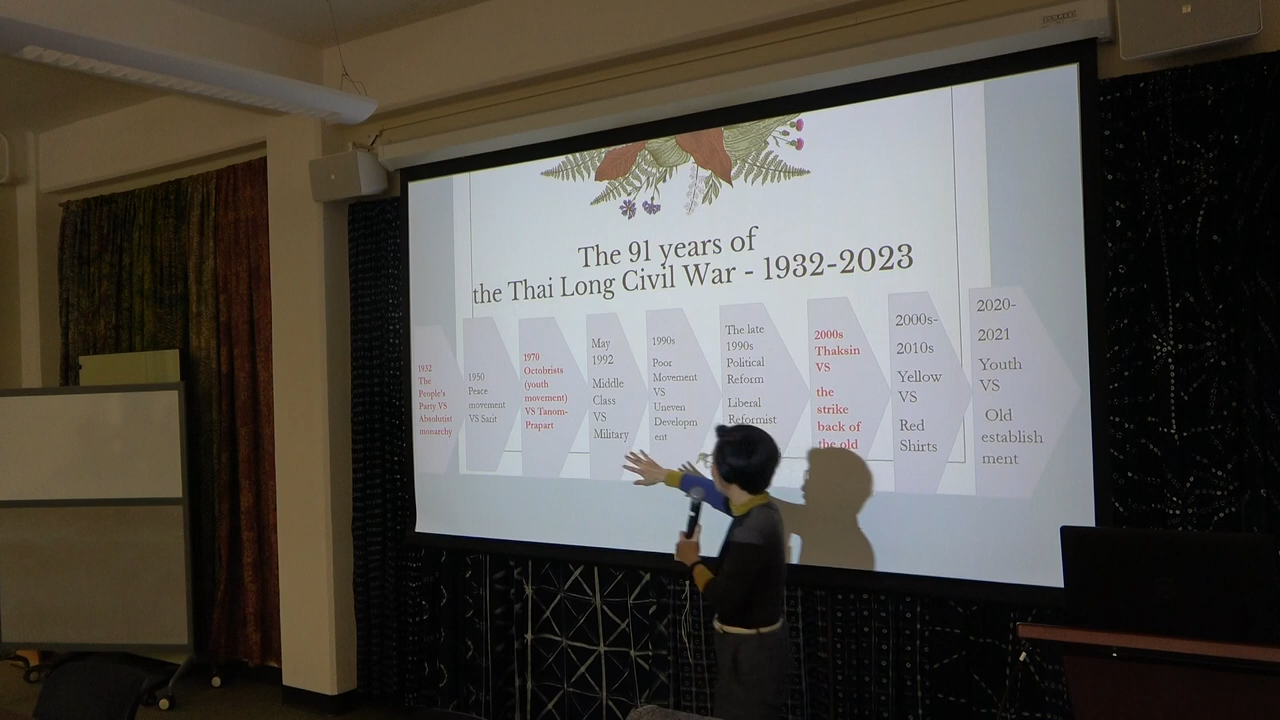 The 91 years of
the Thai Long Civil War - 1932-2023
1932
The
People's
Party VS
Absolutist
monarchy
1950
Peace
movement
VS Sarit
1970
Octobrists
(youth
movement)
VS Tanom-
Prapart
May
1992
Middle
Class
VS
Military
1990s
Poor
Movement
VS
Uneven
Developm
ent
The late
1990s
Political
Reform
Liberal
Reformist
2000s
Thaksin
VS
the
strike
back of
the old
2000s-
2010s
Yellow
VS
Red
Shirts
2020-
2021
Youth
VS
Old
establish
ment